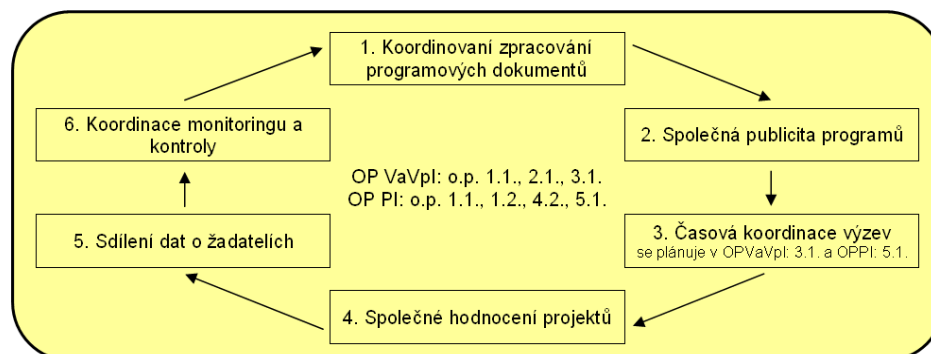 1. Koordinovaní zpracování
programových dokumentů
6. Koordinace monitoringu a
kontroly
2. Společná publicita programů
OP VaVpI: o.p. 1.1., 2.1., 3.1.
OP PI: o.p. 1.1., 1.2., 4.2., 5.1.
5. Sdílení dat o žadatelích
3. Časová koordinace výzev
se plánuje v OPVaVpI: 3.1. a OPPI: 5.1.
4. Společné hodnocení projektů